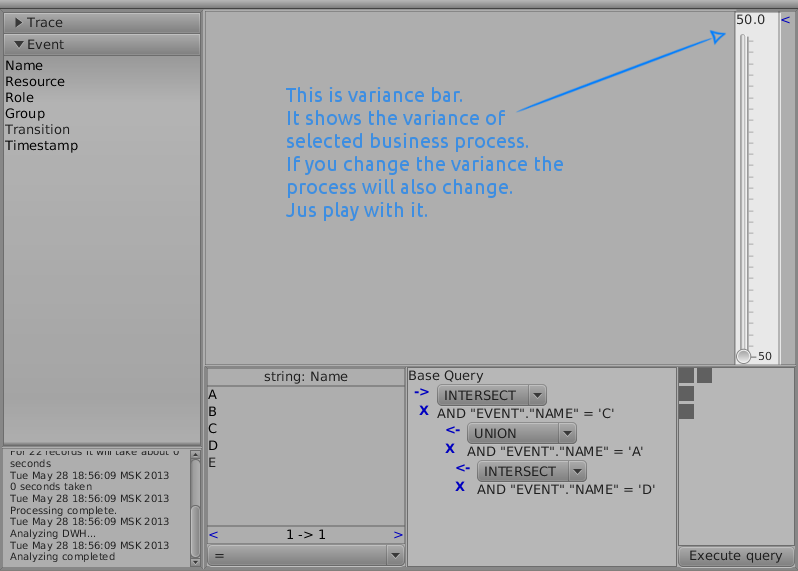 Trace
Event
Name
Resource
Role
Group
Transition
Timestamp
For 22 records it will take about 0
seconds
Tue May 28 18:56:09 MSK 2013
0 seconds taken
Tue May 28 18:56:09 MSK 2013
Processing complete.
Tue May 28 18:56:09 MSK 2013
Analyzing DWH...
Tue May 28 18:56:09 MSK 2013
Analyzing completed
This is variance bar.
It shows the variance of
selected business process.
If you change the variance the
process will also change.
Jus play with it.
50.0
<
50
string: Name
A
B
C
D
E
< 1 -> 1 >
=
Base Query
-> INTERSECT
X AND "EVENT"."NAME" = 'C'
<- UNION
X AND "EVENT"."NAME" = 'A'
<- INTERSECT
X AND "EVENT"."NAME" = 'D'
Execute query